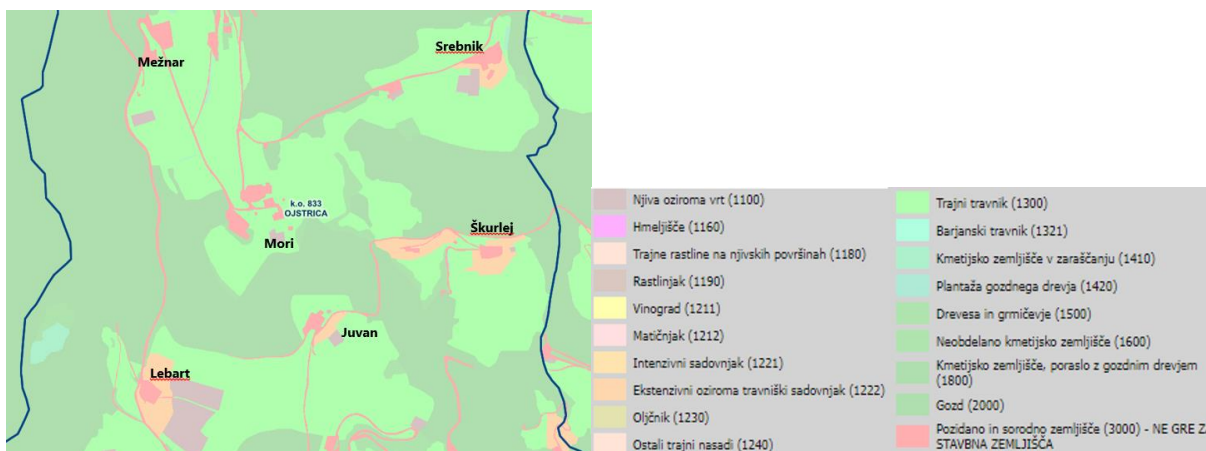 Srebnik
Mežnar
k.o. 833
OJSTRICA
Mori
Škurlej
Juvan
Lebart
Njiva oziroma vrt (1100)
Hmeljišče (1160)
Trajne rastline na njivskih površinah (1180)
Rastlinjak (1190)
Vinograd (1211)
Matičnjak (1212)
Intenzivni sadovnjak (1221)
Ekstenzivni oziroma travniški sadovnjak (1222)
Oljčnik (1230)
Ostali trajni nasadi (1240)
Trajni travnik (1300)
Barjanski travnik (1321)
Kmetijsko zemljišče v zaraščanju (1410)
Plantaža gozdnega drevja (1420)
Drevesa in grmičevje (1500)
Neobdelano kmetijsko zemljišče (1600)
Kmetijsko zemljišče, poraslo z gozdnim drevjem
(1800)
Gozd (2000)
Pozidano in sorodno zemljišče (3000) - NE GRE ZA
STAVBNA ZEMLJIŠČA